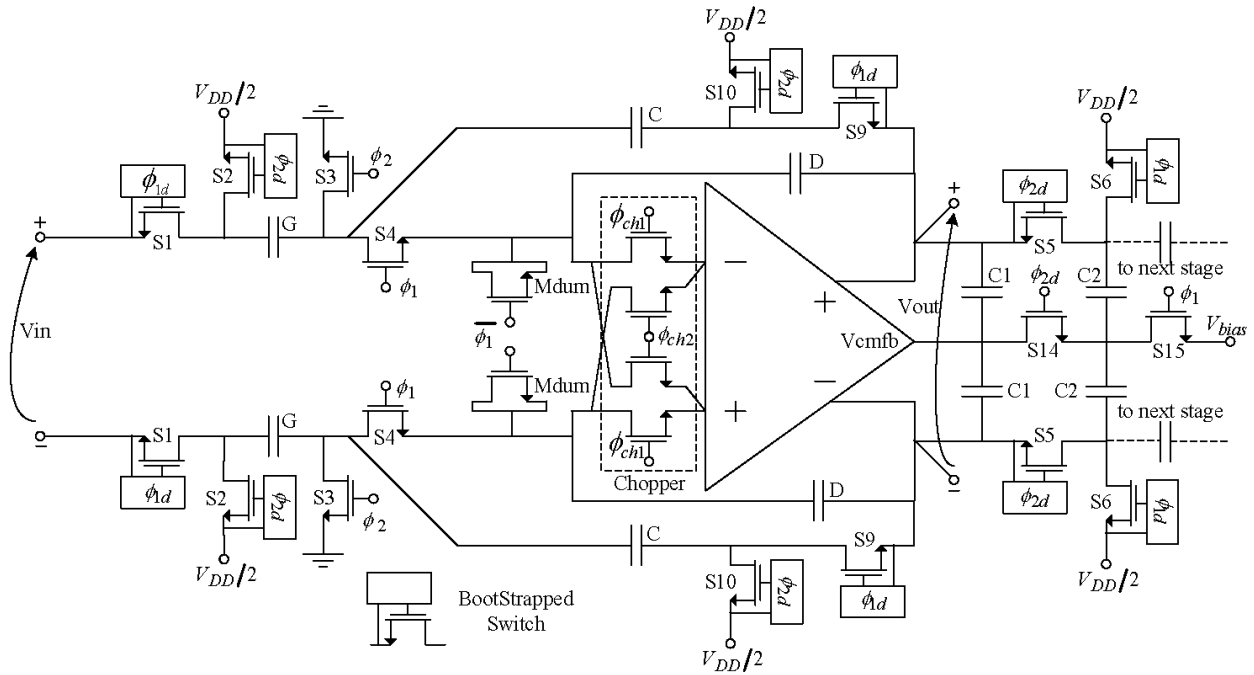 V_DD/2
V_DD/2
V_DD/2
S10
ϕ2d
ϕ1d
S9
C
ϕ1d
S1
S2
ϕ2d
S3
ϕ2
G
S4
ϕ1
D
S6
ϕ1d
ϕ2d
S5
+
Vin
–
ϕch1
–
ϕch2
+
ϕch1
Chopper
Mdum
ϕ1
Mdum
+
Vcmfb
–
+
Vout
–
C1
C2
to next stage
ϕ2d
S14
ϕ1
S15
V_bias
C1
C2
to next stage
ϕ1
S4
S1
ϕ1d
G
S2
ϕ2d
S3
ϕ2
V_DD/2
D
C
S9
S10
ϕ2d
ϕ1d
V_DD/2
S5
ϕ2d
S6
ϕ1d
V_DD/2
BootStrapped
Switch